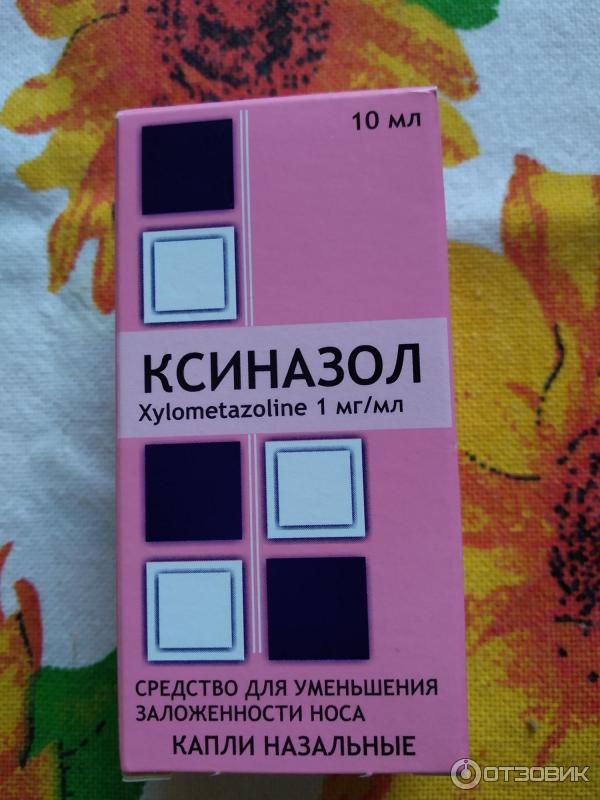 10 мл
КСИНАЗОЛ
Xylometazoline 1 мг/мл
СРЕДСТВО ДЛЯ УМЕНЬШЕНИЯ
ЗАЛОЖЕННОСТИ НОСА
КАПЛИ НАЗАЛЬНЫЕ
ОТЗОВИК